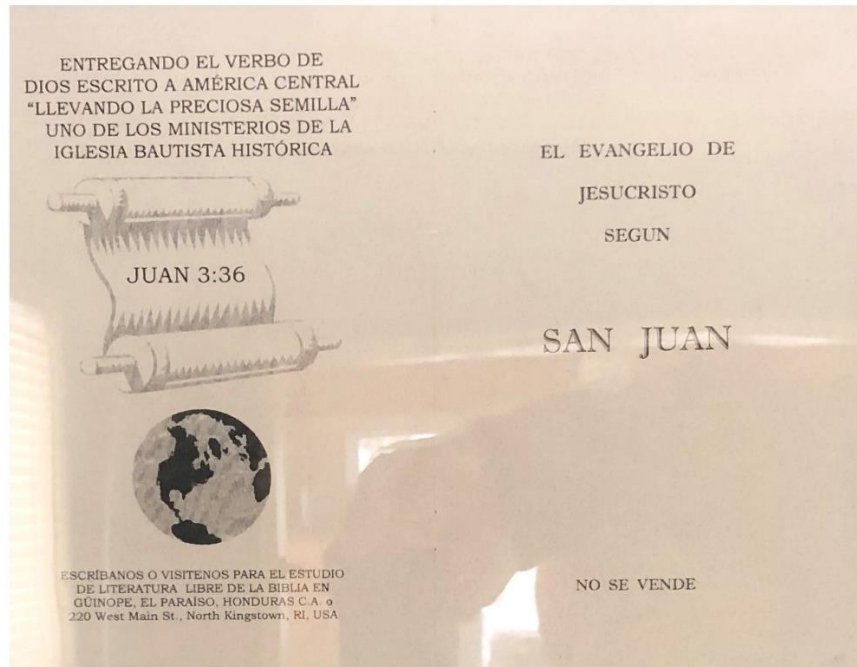 ENTREGANDO EL VERBO DE
DIOS ESCRITO A AMÉRICA CENTRAL
“LLEVANDO LA PRECIOSA SEMILLA”
UNO DE LOS MINISTERIOS DE LA
IGLESIA BAUTISTA HISTÓRICA
JUAN 3:36
ESCRÍBANOS O VISITENOS PARA EL ESTUDIO
DE LITERATURA LIBRE DE LA BIBLIA EN
GÜINOPE, EL PARAÍSO, HONDURAS C.A. o
220 West Main St., North Kingstown, RI, USA
EL EVANGELIO DE
JESUCRISTO
SEGUN
SAN JUAN
NO SE VENDE